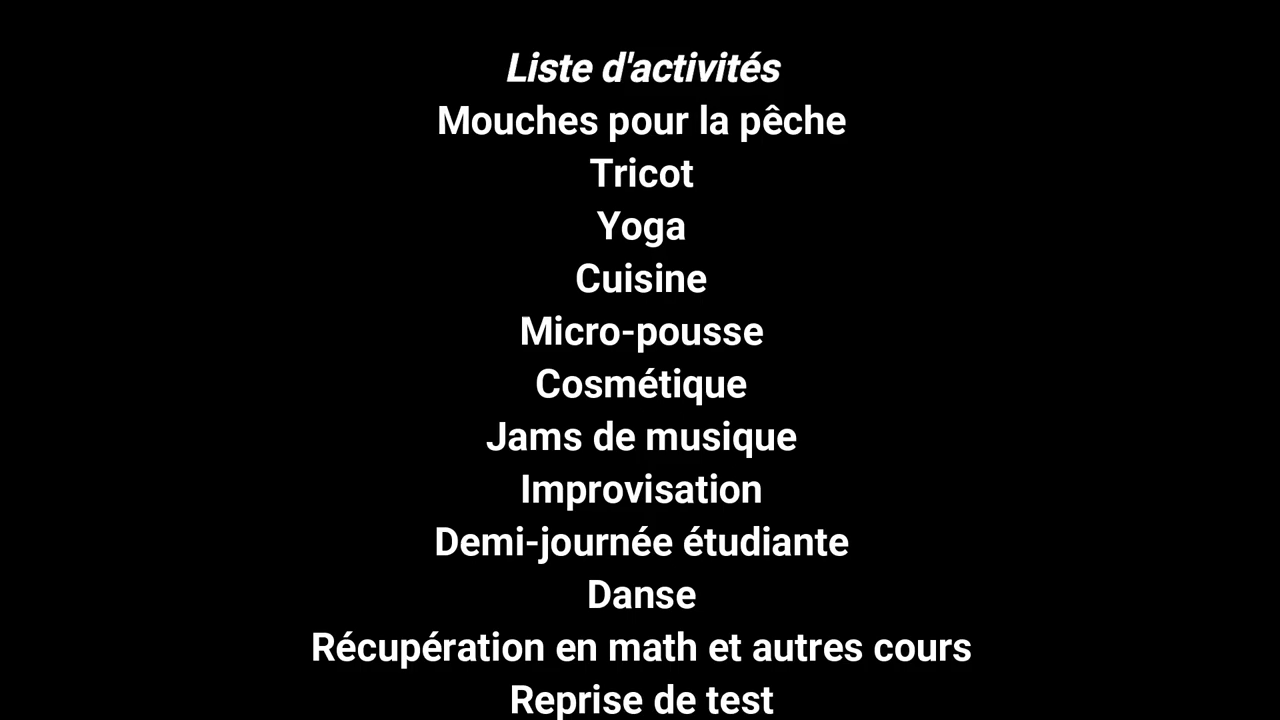 Liste d'activités
Mouches pour la pêche
Tricot
Yoga
Cuisine
Micro-pousse
Cosmétique
Jams de musique
Improvisation
Demi-journée étudiante
Danse
Récupération en math et autres cours
Reprise de test